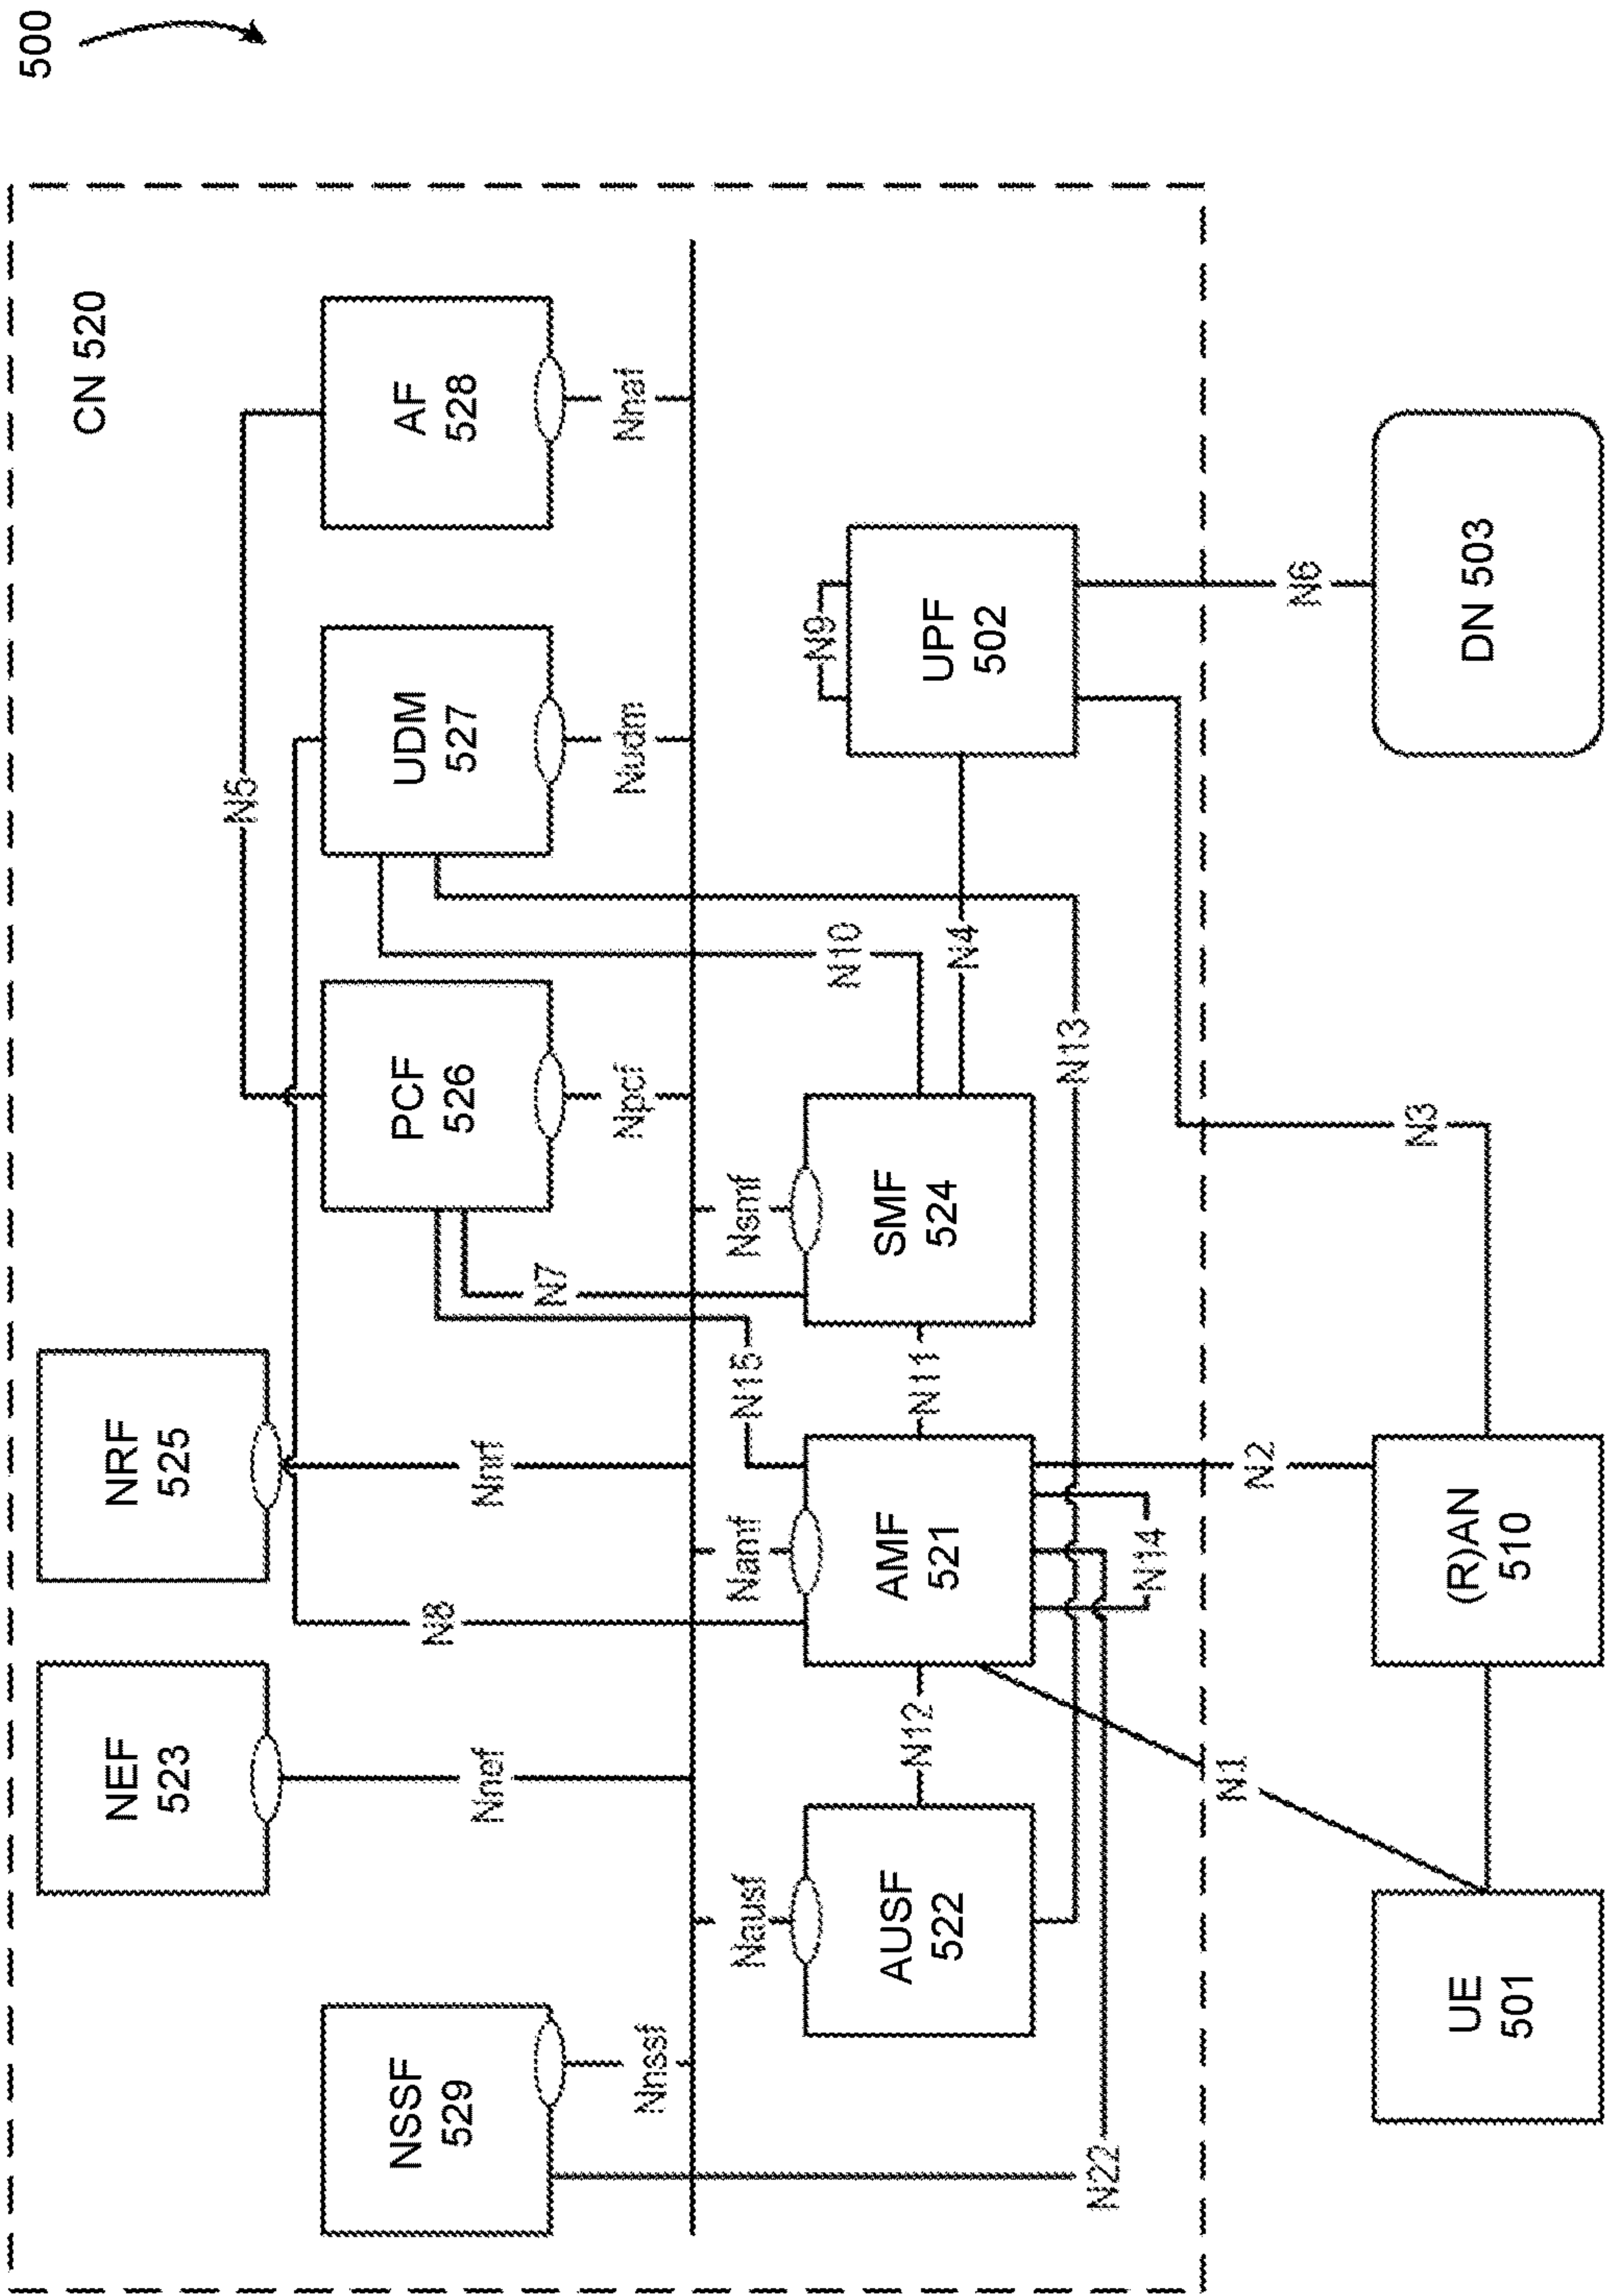 500
CN 520
NEF
523
NRF
525
N5
N8
NSSF
529
PCF
526
UDM
527
AF
528
Nnef
Nnrf
N7
Nnssf
Npcf
Nudm
Nnaf
Nausf
Namf
N15
Nsmf
N10
N9
AUSF
522
N12
AMF
521
N11
SMF
524
N4
UPF
502
N13
N22
N14
N1
N2
N3
N6
UE
501
(R)AN
510
DN 503